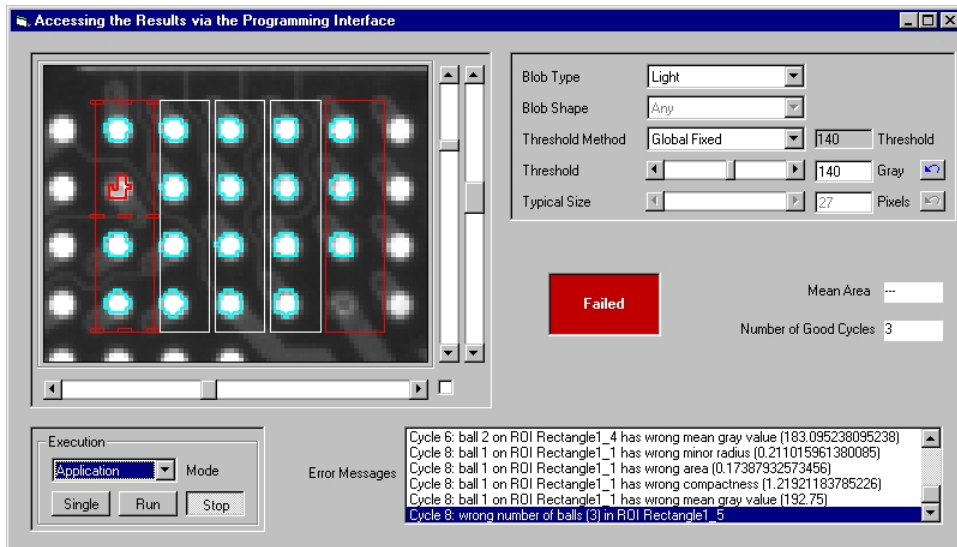 Accessing the Results via the Programming Interface
Blob Type Light
Blob Shape Any
Threshold Method Global Fixed 140 Threshold
Threshold 140 Gray
Typical Size 27 Pixels
Failed
Mean Area ---
Number of Good Cycles 3
Execution
Application Mode
Single Run Stop
Error Messages
Cycle 6: ball 2 on ROI Rectangle1_4 has wrong mean gray value (183.095238095238)
Cycle 8: ball 1 on ROI Rectangle1_1 has wrong minor radius (0.211015961380085)
Cycle 8: ball 1 on ROI Rectangle1_1 has wrong area (0.17387932573456)
Cycle 8: ball 1 on ROI Rectangle1_1 has wrong compactness (1.21921183785226)
Cycle 8: ball 1 on ROI Rectangle1_1 has wrong mean gray value (192.75)
Cycle 8: wrong number of balls (3) in ROI Rectangle1_5